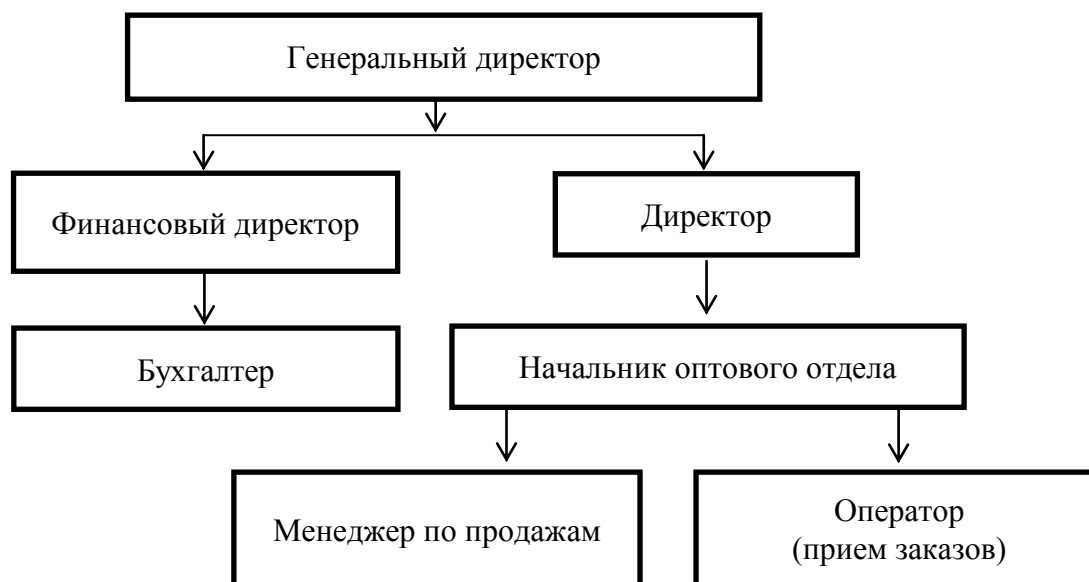 Генеральный директор
Финансовый директор
Директор
Бухгалтер
Начальник оптового отдела
Менеджер по продажам
Оператор
(прием заказов)